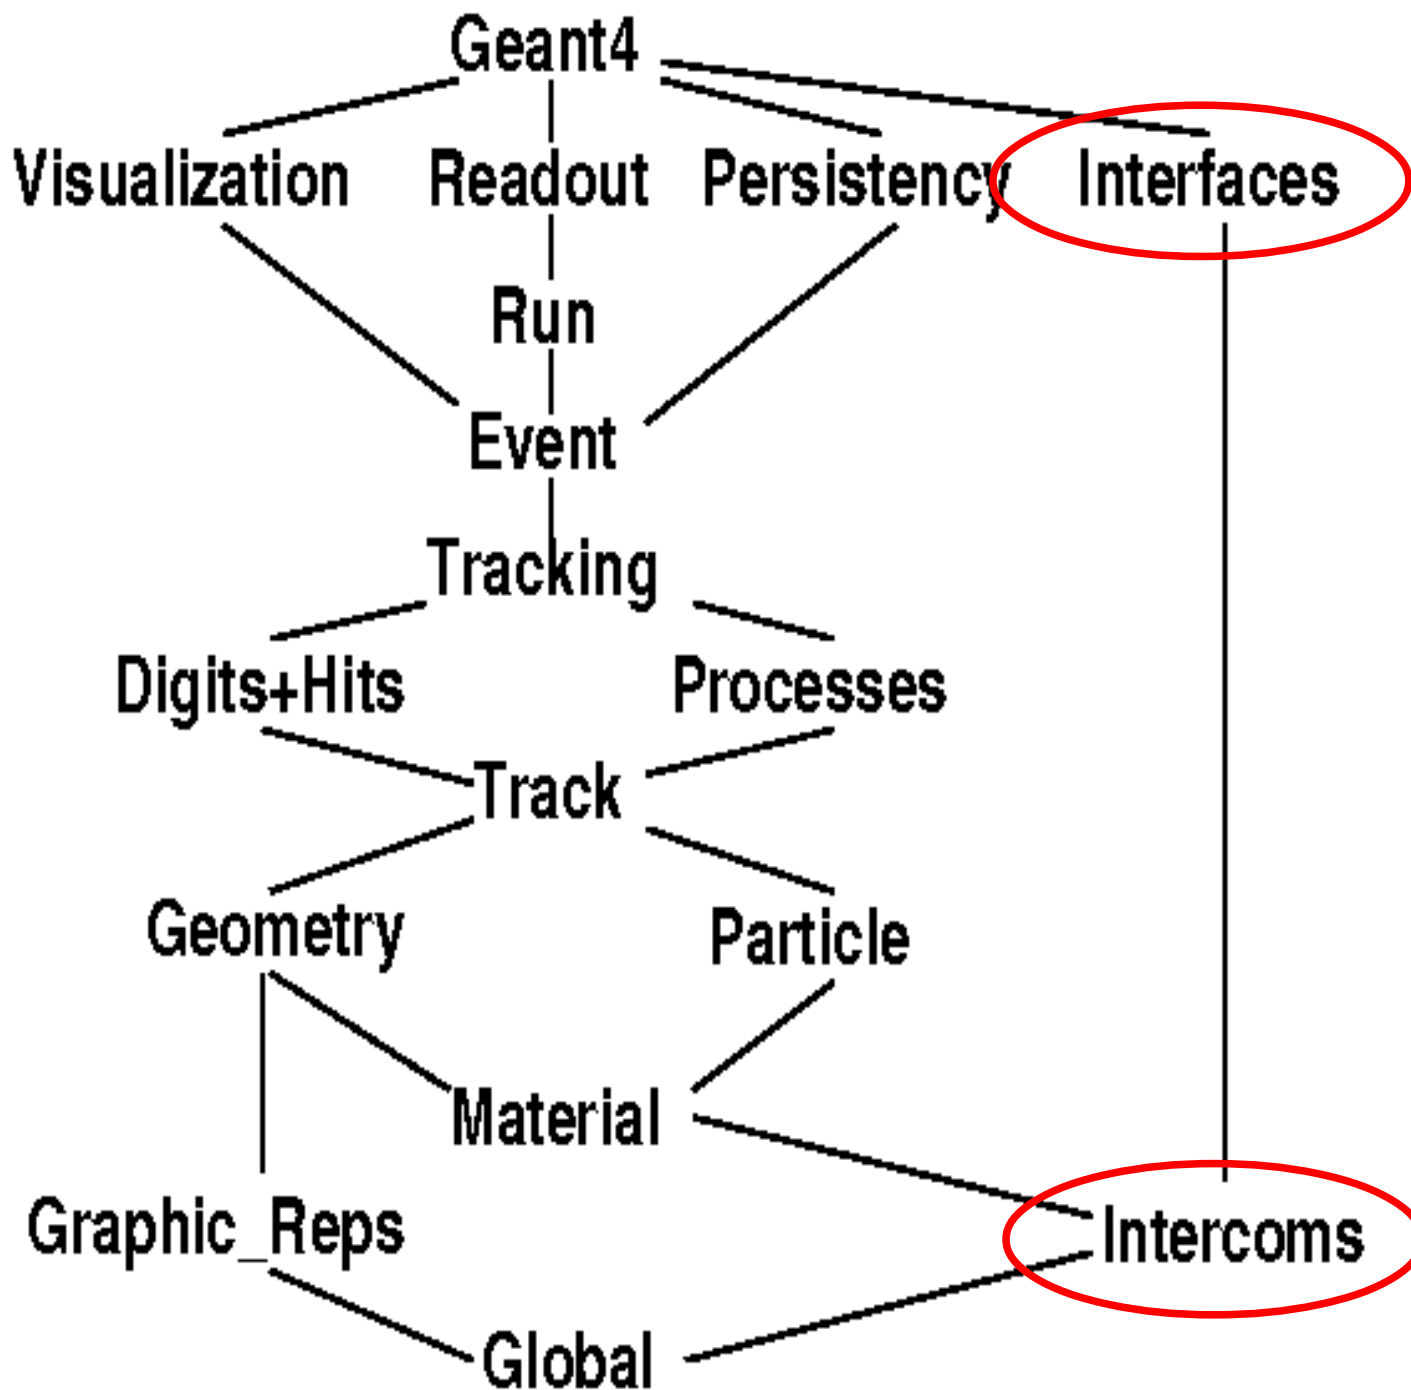 Geant4
Visualization Readout Persistency Interfaces
Run
Event
Tracking
Digits+Hits Processes
Track
Geometry Particle
Material
Graphic_Reps Intercoms
Global